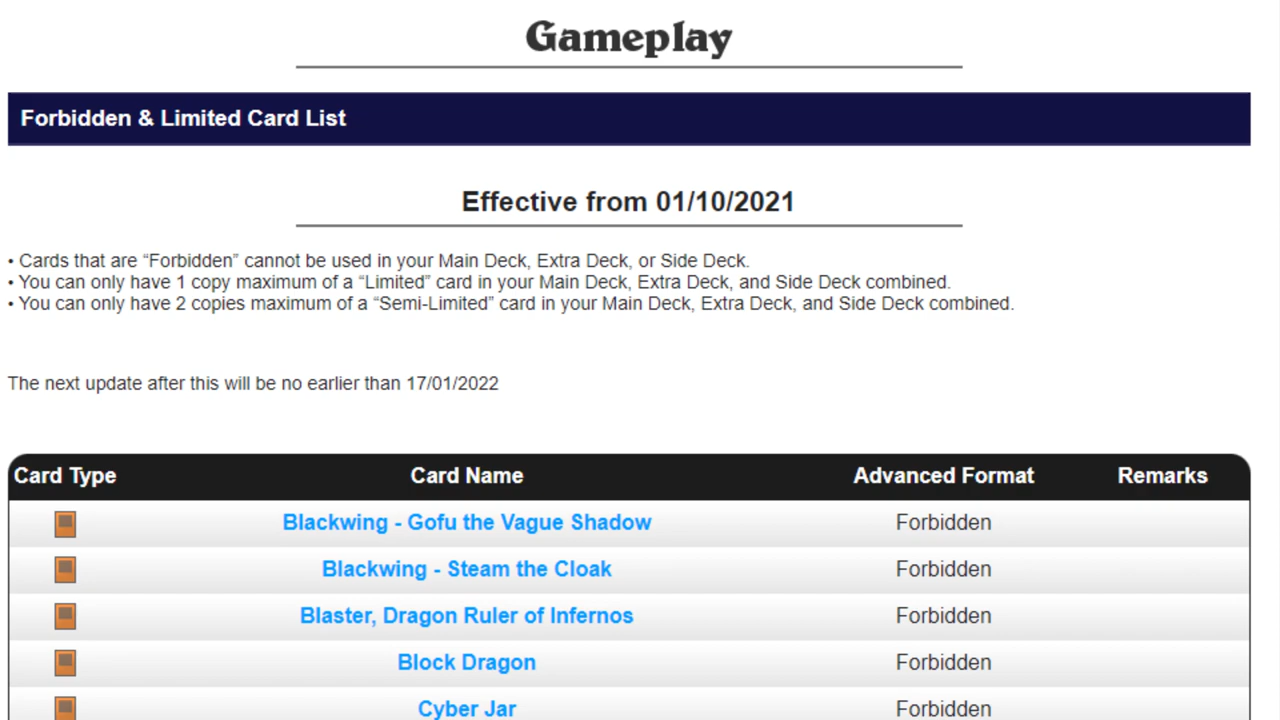 Gameplay
Forbidden & Limited Card List
Effective from 01/10/2021
• Cards that are “Forbidden” cannot be used in your Main Deck, Extra Deck, or Side Deck.
• You can only have 1 copy maximum of a “Limited” card in your Main Deck, Extra Deck, and Side Deck combined.
• You can only have 2 copies maximum of a “Semi-Limited” card in your Main Deck, Extra Deck, and Side Deck combined.
The next update after this will be no earlier than 17/01/2022
Card Type Card Name Advanced Format Remarks
Blackwing - Gofu the Vague Shadow Forbidden
Blackwing - Steam the Cloak Forbidden
Blaster, Dragon Ruler of Infernos Forbidden
Block Dragon Forbidden
Cyber Jar Forbidden